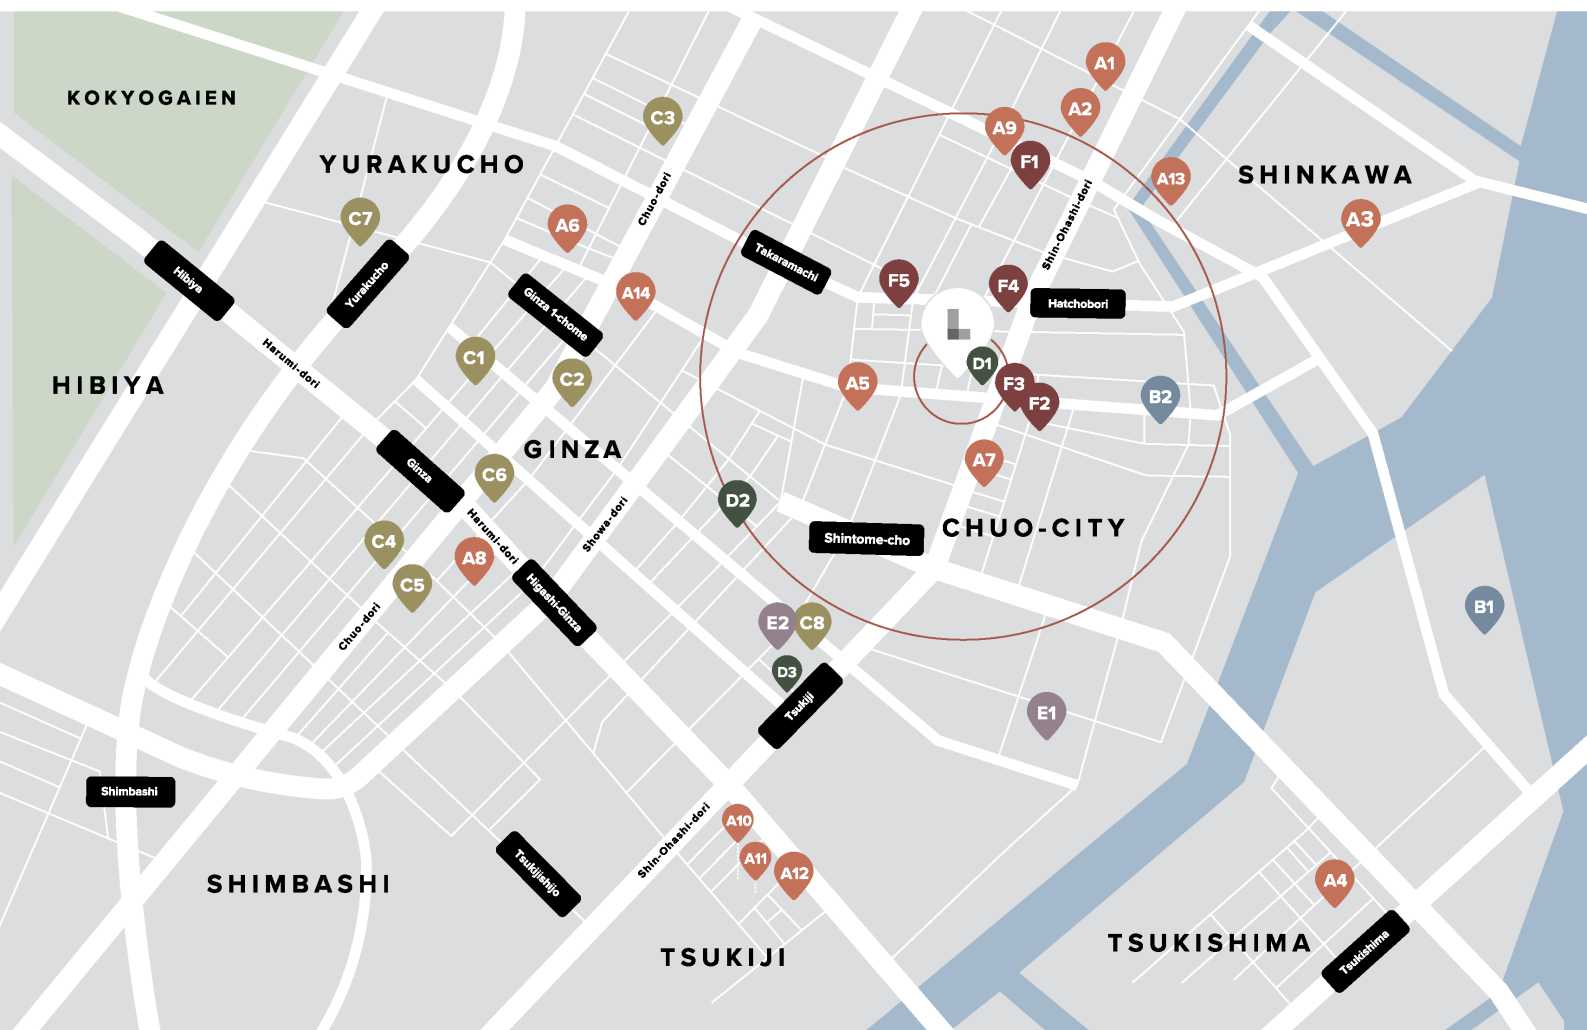 A1
KOKYOGAIEN
A2
C3
A9
YURAKUCHO
F1
SHINKAWA
A13
Chuo-dori
C7
A6
A3
Shin-Ohashi-dori
Takaramachi
Hibiya
Yurakucho
F5
F4
A14
Ginza 1-chome
Hatchobori
L
Harumi-dori
C1
D1
HIBIYA
C2
A5
F3
F2
B2
GINZA
Ginza
C6
A7
D2
Showa-dori
CHUO-CITY
Harumi-dori
Shintome-cho
C4
A8
C5
Higashi-Ginza
B1
Chuo-dori
E2
C8
D3
Tsukiji
E1
Shimbashi
A10
Shin-Ohashi-dori
A11
A12
Tsukijishijo
A4
SHIMBASHI
TSUKISHIMA
Tsukishima
TSUKIJI